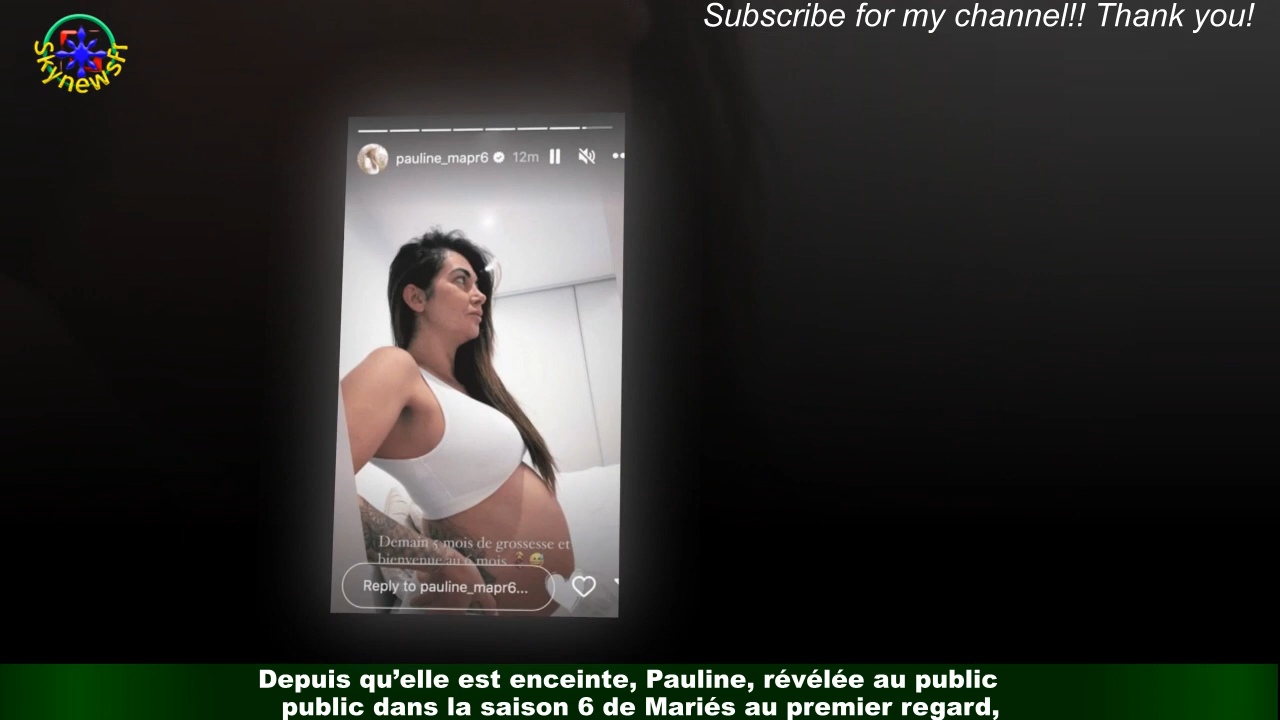 Subscribe for my channel!! Thank you!
Skynewsfr
pauline_mapr6 12m
Demain 5 mois de grossesse et
bienvenue au 6 mois
Reply to pauline_mapr6...
Depuis qu’elle est enceinte, Pauline, révélée au public
public dans la saison 6 de Mariés au premier regard,